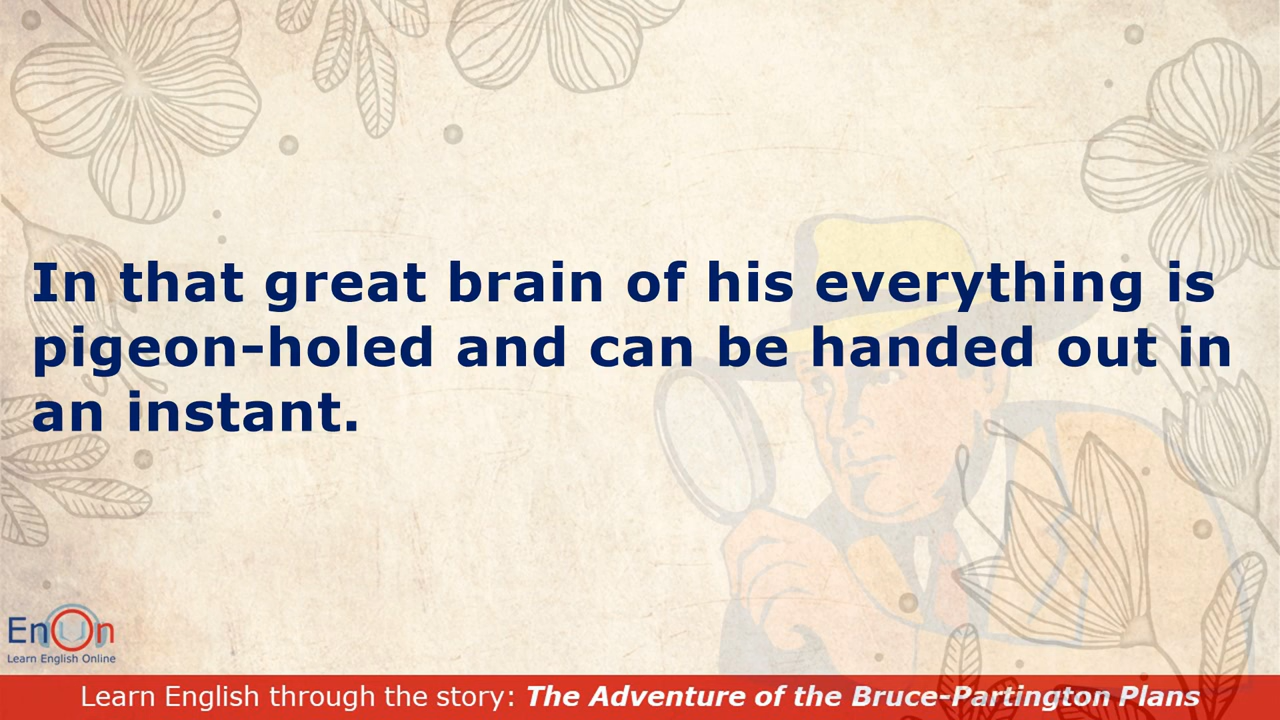 In that great brain of his everything is
pigeon-holed and can be handed out in
an instant.
EnOn
Learn English Online
Learn English through the story: The Adventure of the Bruce-Partington Plans